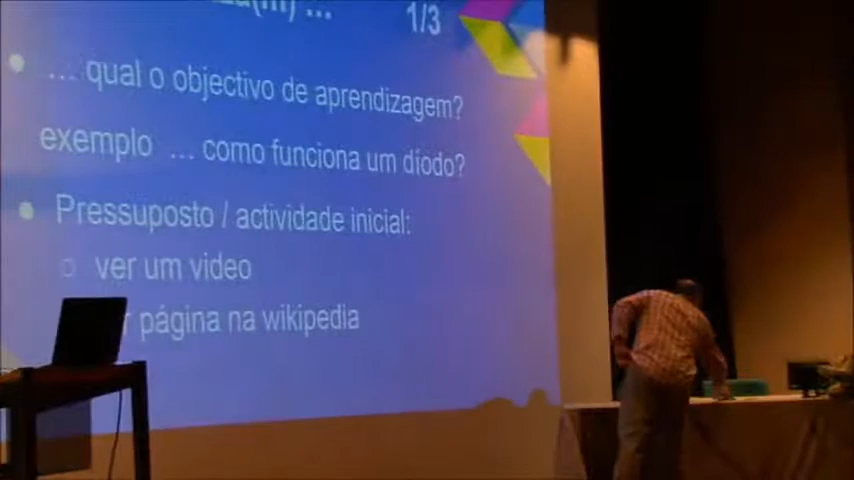 ... 1/3
... qual o objectivo de aprendizagem?
exemplo ... como funciona um díodo?
Pressuposto / actividade inicial:
ver um video
página na wikipedia